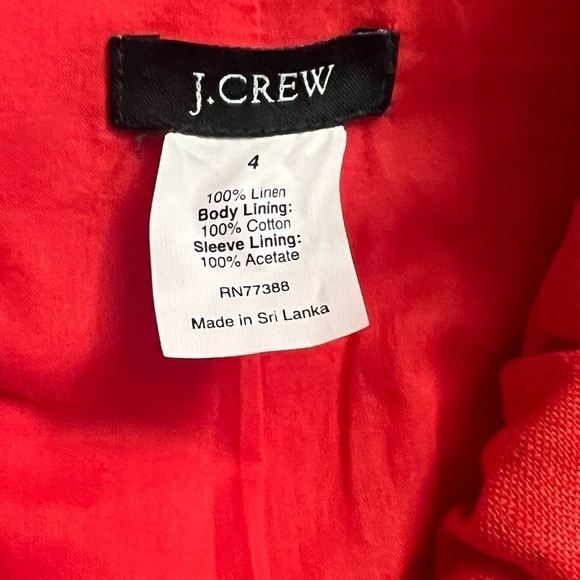 J.CREW
4
100% Linen
Body Lining:
100% Cotton
Sleeve Lining:
100% Acetate
RN77388
Made in Sri Lanka